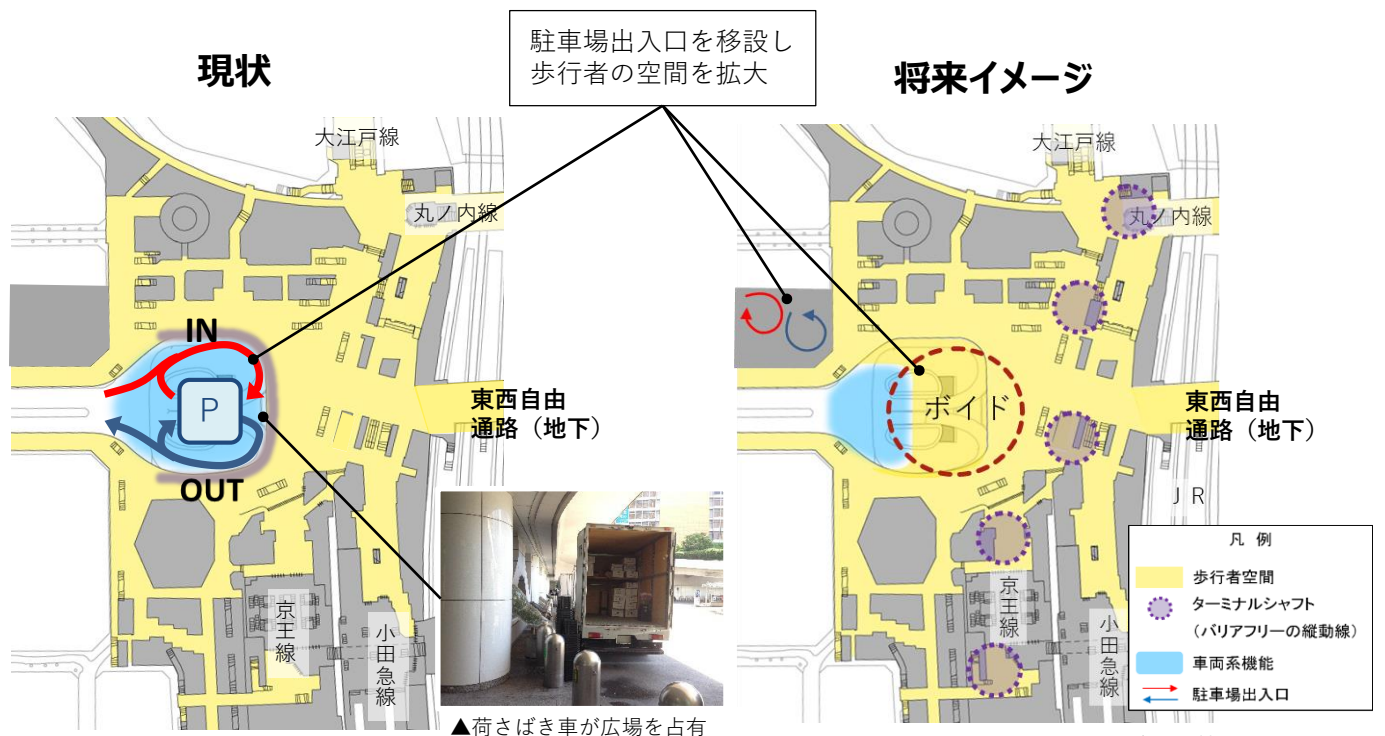 駐車場出入口を移設し
歩行者の空間を拡大
現状
大江戸線
丸ノ内線
IN
P
OUT
東西自由
通路（地下）
京王線
小田急線
▲荷さばき車が広場を占有
将来イメージ
大江戸線
丸ノ内線
ボイド
東西自由
通路（地下）
ＪＲ
京王線
小田急線
凡 例
歩行者空間
ターミナルシャフト
（バリアフリーの縦動線）
車両系機能
駐車場出入口